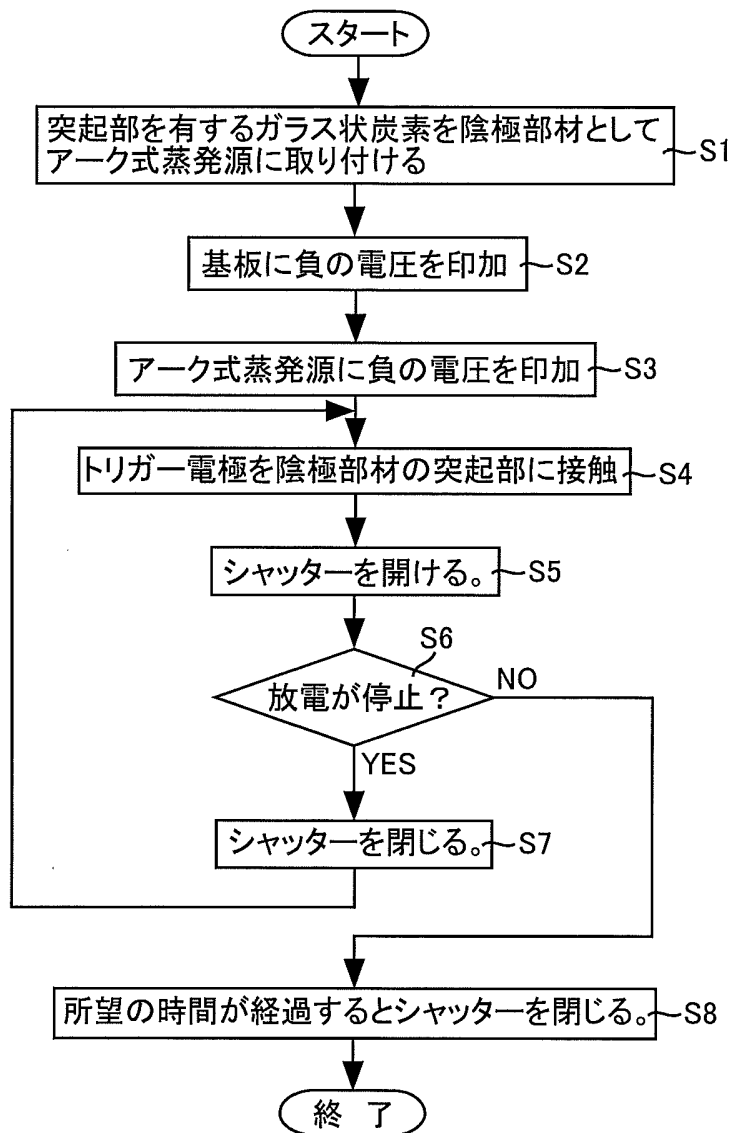 スタート
突起部を有するガラス状炭素を陰極部材として
アーク式蒸発源に取り付ける
S1
基板に負の電圧を印加
S2
アーク式蒸発源に負の電圧を印加
S3
トリガー電極を陰極部材の突起部に接触
S4
シャッターを開ける。
S5
S6
放電が停止？
NO
YES
シャッターを閉じる。
S7
所望の時間が経過するとシャッターを閉じる。
S8
終 了